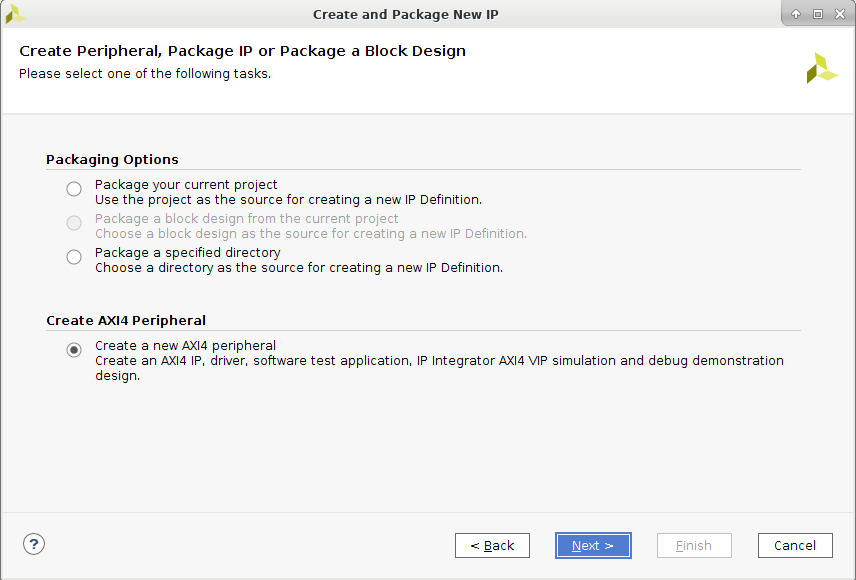 Create and Package New IP
Create Peripheral, Package IP or Package a Block Design
Please select one of the following tasks.
Packaging Options
Package your current project
Use the project as the source for creating a new IP Definition.
Package a block design from the current project
Choose a block design as the source for creating a new IP Definition.
Package a specified directory
Choose a directory as the source for creating a new IP Definition.
Create AXI4 Peripheral
Create a new AXI4 peripheral
Create an AXI4 IP, driver, software test application, IP Integrator AXI4 VIP simulation and debug demonstration
design.
? < Back Next > Finish Cancel